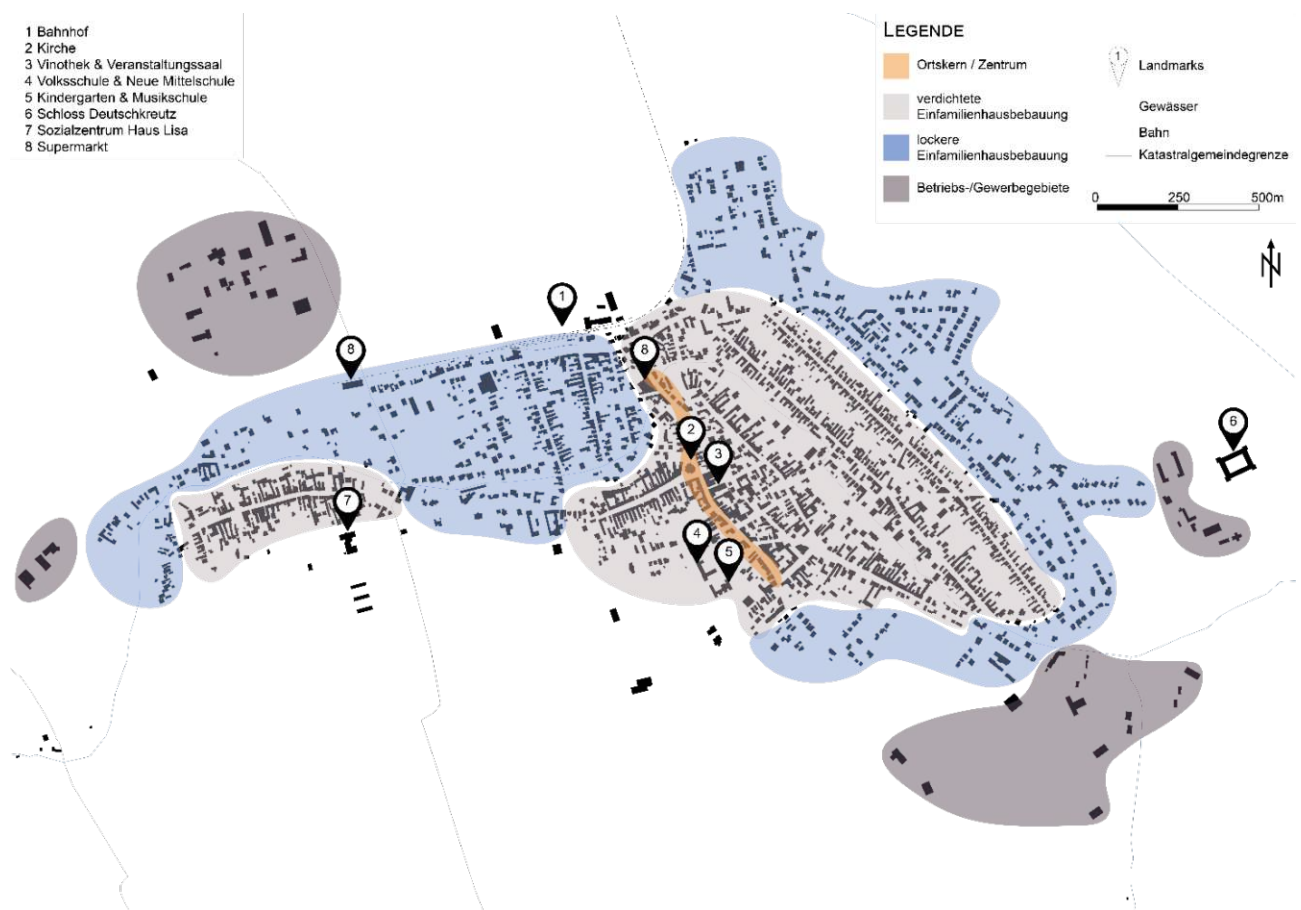 1 Bahnhof
2 Kirche
3 Vinothek & Veranstaltungssaal
4 Volksschule & Neue Mittelschule
5 Kindergarten & Musikschule
6 Schloss Deutschkreutz
7 Sozialzentrum Haus Lisa
8 Supermarkt
LEGENDE
Ortskern / Zentrum
verdichtete
Einfamilienhausbebauung
lockere
Einfamilienhausbebauung
Betriebs-/Gewerbegebiete
1
Landmarks
Gewässer
Bahn
Katastralgemeindegrenze
0 250 500m
N
1
8
8
6
2
3
7
4
5